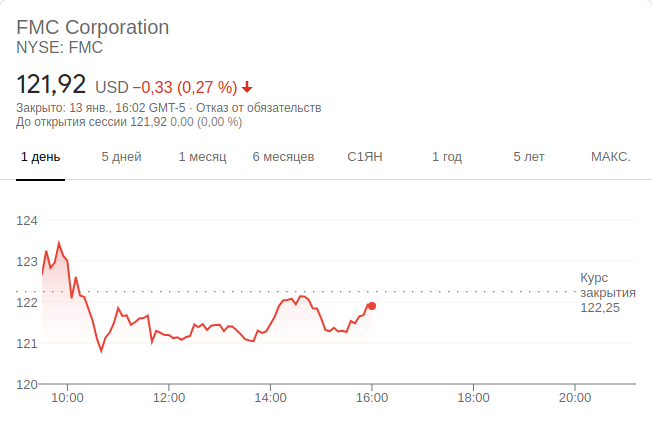 FMC Corporation
NYSE: FMC
121,92 USD −0,33 (0,27 %)
Закрыто: 13 янв., 16:02 GMT-5 · Отказ от обязательств
До открытия сессии 121,92 0,00 (0,00 %)
1 день 5 дней 1 месяц 6 месяцев С1ЯН 1 год 5 лет МАКС.
124
123
Курс
закрытия
122
122,25
121
120
10:00 12:00 14:00 16:00 18:00 20:00